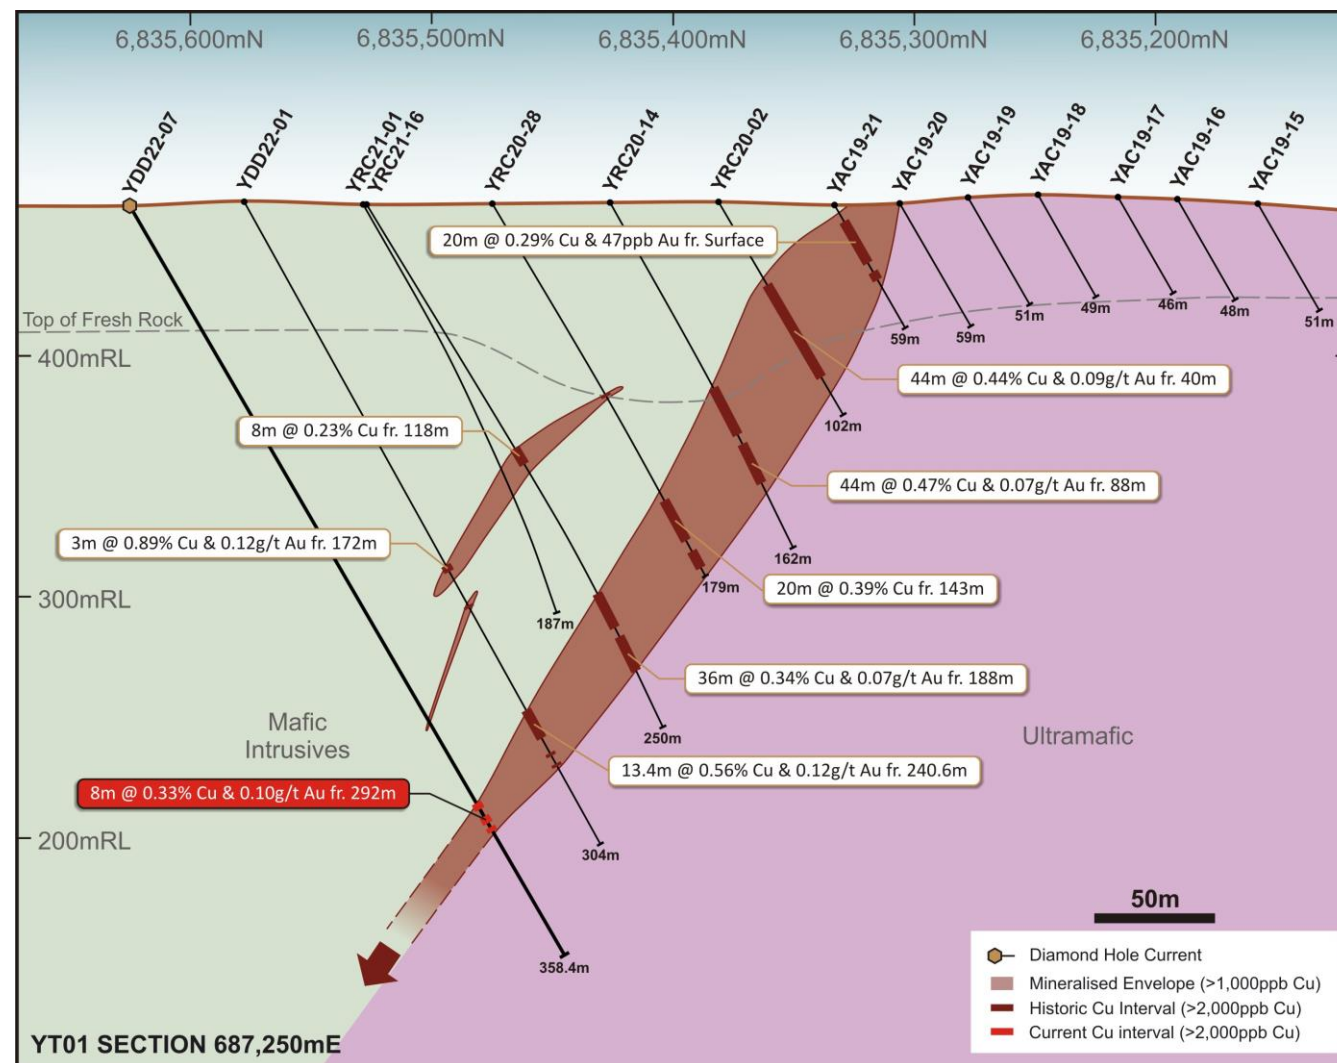 6,835,600mN
6,835,500mN
6,835,400mN
6,835,300mN
6,835,200mN
YDD22-07
YDD22-01
YRC21-01
YRC21-16
YRC20-28
YRC20-14
YRC20-02
YAC19-21
YAC19-20
YAC19-19
YAC19-18
YAC19-17
YAC19-16
YAC19-15
20m @ 0.29% Cu & 47ppb Au fr. Surface
Top of Fresh Rock
400mRL
59m
59m
51m
49m
46m
48m
51m
44m @ 0.44% Cu & 0.09g/t Au fr. 40m
102m
8m @ 0.23% Cu fr. 118m
44m @ 0.47% Cu & 0.07g/t Au fr. 88m
3m @ 0.89% Cu & 0.12g/t Au fr. 172m
162m
179m
20m @ 0.39% Cu fr. 143m
300mRL
187m
36m @ 0.34% Cu & 0.07g/t Au fr. 188m
250m
Mafic
Intrusives
Ultramafic
13.4m @ 0.56% Cu & 0.12g/t Au fr. 240.6m
8m @ 0.33% Cu & 0.10g/t Au fr. 292m
200mRL
304m
358.4m
50m
Diamond Hole Current
Mineralised Envelope (>1,000ppb Cu)
Historic Cu Interval (>2,000ppb Cu)
Current Cu interval (>2,000ppb Cu)
YT01 SECTION 687,250mE